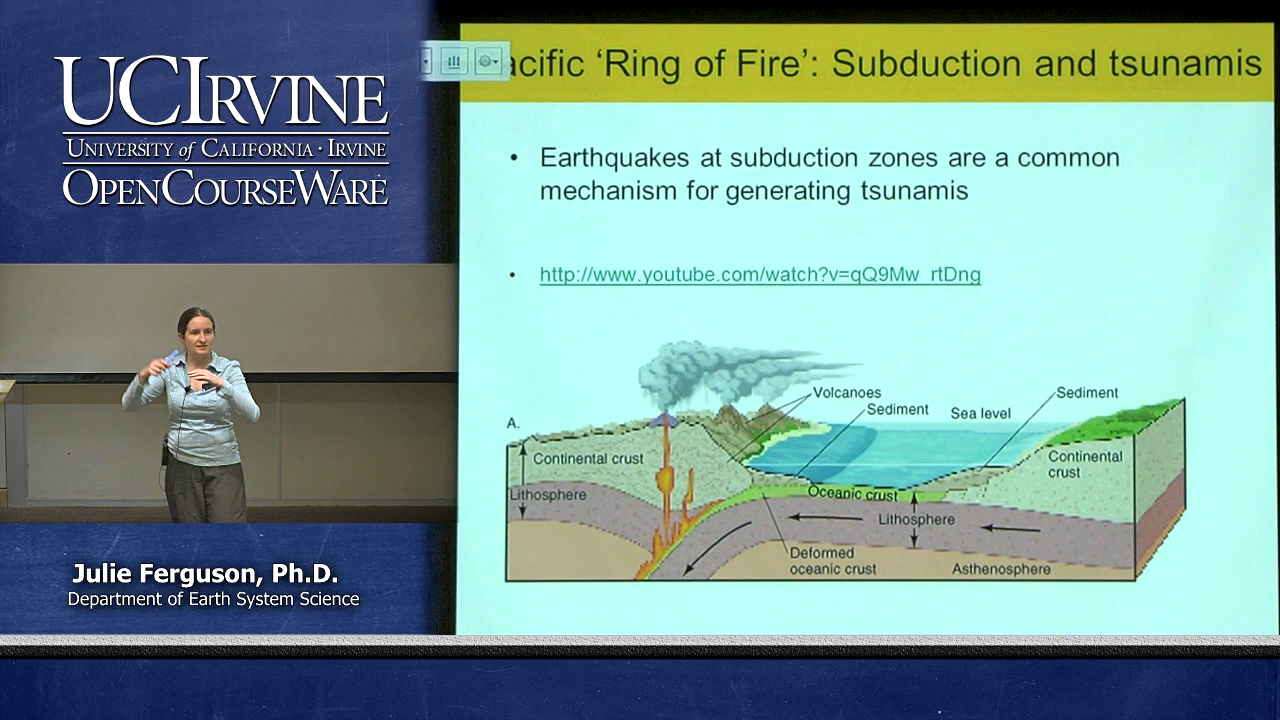 UCIRVINE
UNIVERSITY of CALIFORNIA · IRVINE
OPENCOURSEWARE
acific ‘Ring of Fire’: Subduction and tsunamis
• Earthquakes at subduction zones are a common
mechanism for generating tsunamis
• http://www.youtube.com/watch?v=qQ9Mw_rtDng
A.
Volcanoes
Sediment
Sea level
Sediment
Continental crust
Continental
crust
Lithosphere
Oceanic crust
Lithosphere
Deformed
oceanic crust
Asthenosphere
Julie Ferguson, Ph.D.
Department of Earth System Science